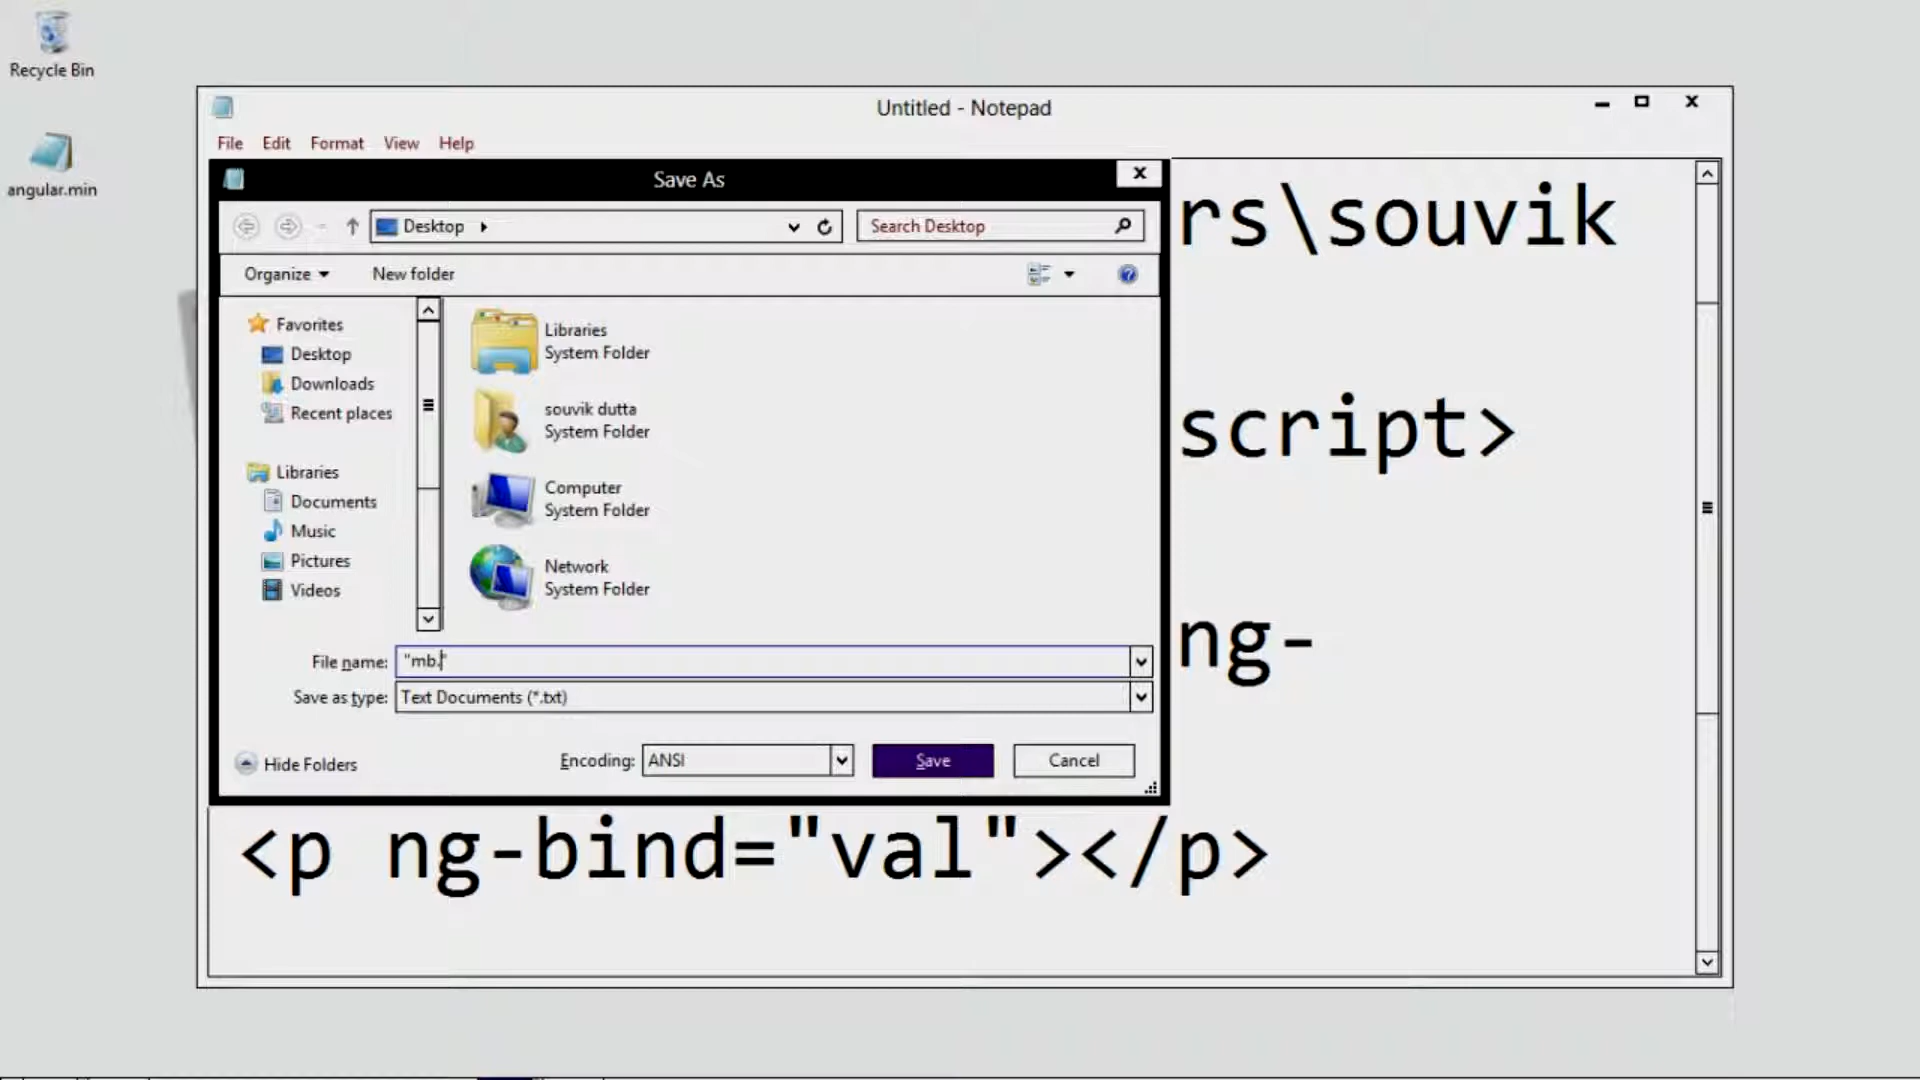 Recycle Bin
angular.min
Untitled - Notepad
File Edit Format View Help
Save As
Desktop
Search Desktop
Organize New folder
Favorites
Desktop
Downloads
Recent places
Libraries
Documents
Music
Pictures
Videos
Libraries
System Folder
souvik dutta
System Folder
Computer
System Folder
Network
System Folder
File name: "mb."
Save as type: Text Documents (*.txt)
Hide Folders
Encoding: ANSI
Save
Cancel
rs\souvik
script>
ng-
<p ng-bind="val"></p>